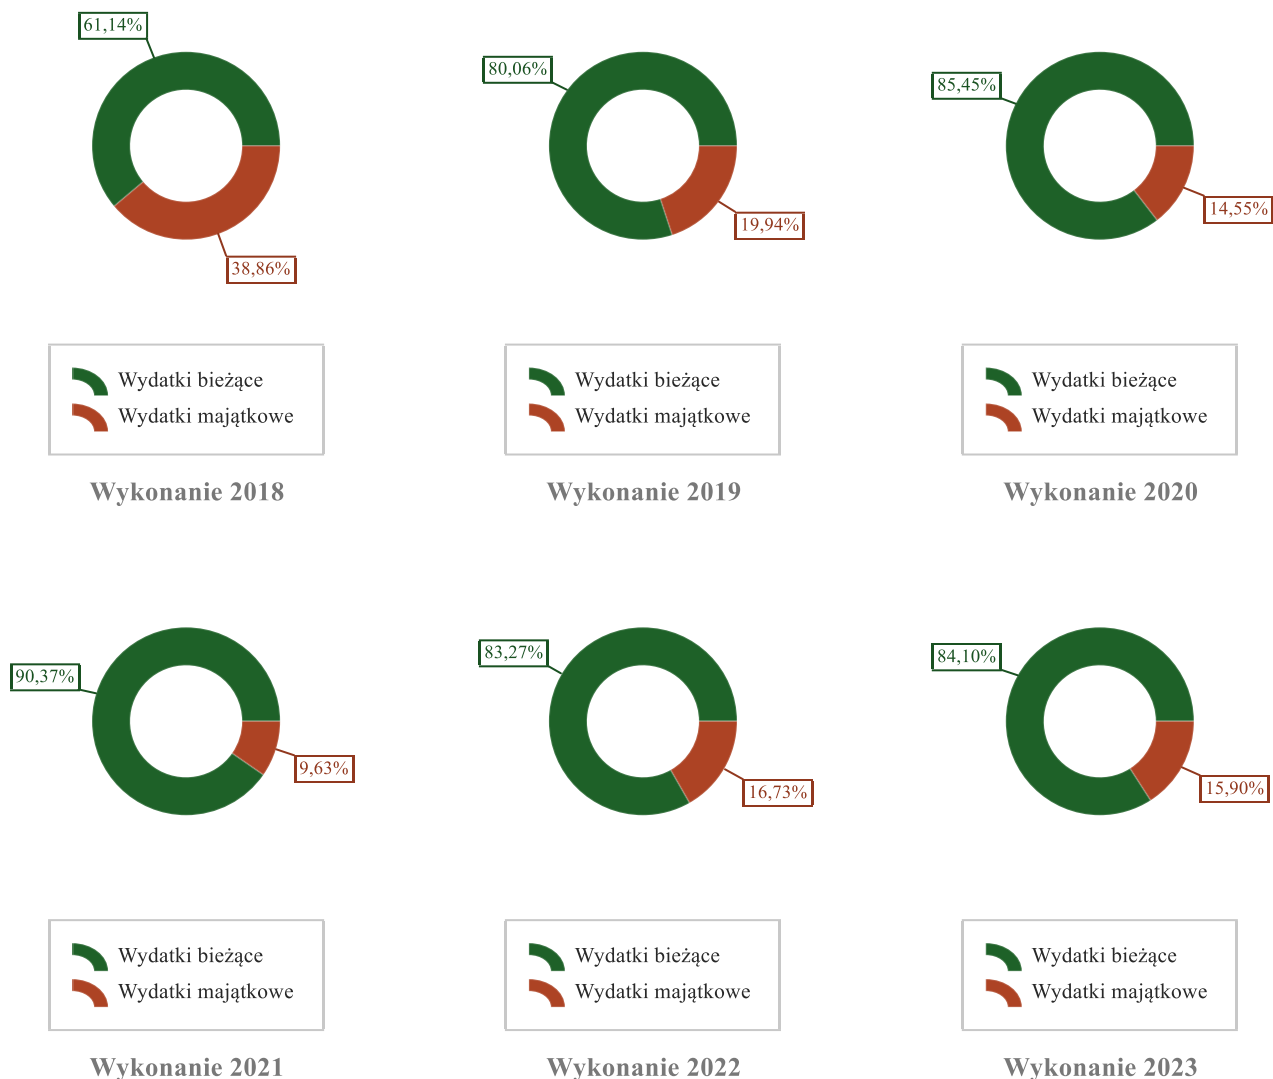 61,14%
38,86%
Wydatki bieżące
Wydatki majątkowe
Wykonanie 2018
80,06%
19,94%
Wydatki bieżące
Wydatki majątkowe
Wykonanie 2019
85,45%
14,55%
Wydatki bieżące
Wydatki majątkowe
Wykonanie 2020
90,37%
9,63%
Wydatki bieżące
Wydatki majątkowe
Wykonanie 2021
83,27%
16,73%
Wydatki bieżące
Wydatki majątkowe
Wykonanie 2022
84,10%
15,90%
Wydatki bieżące
Wydatki majątkowe
Wykonanie 2023